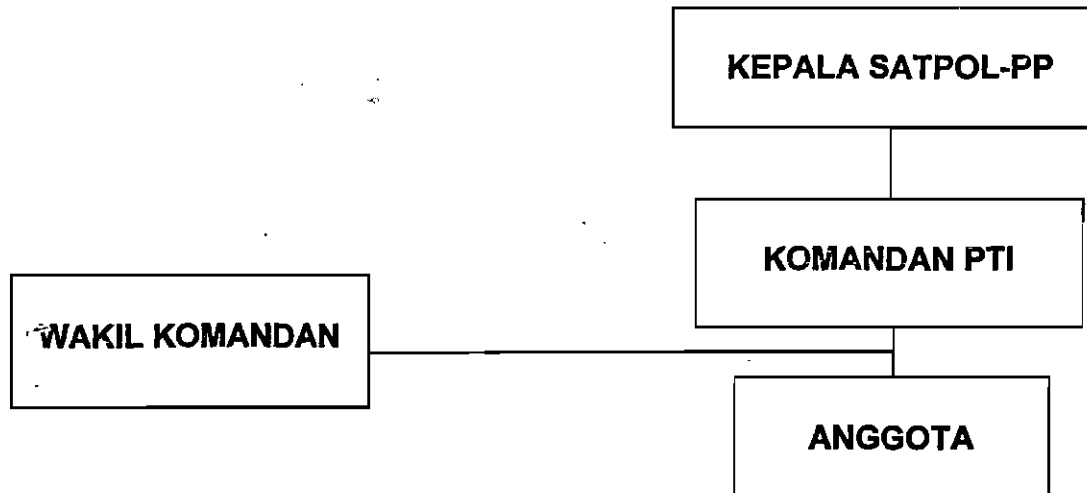 KEPALA SATPOL-PP
KOMANDAN PTI
WAKIL KOMANDAN
ANGGOTA